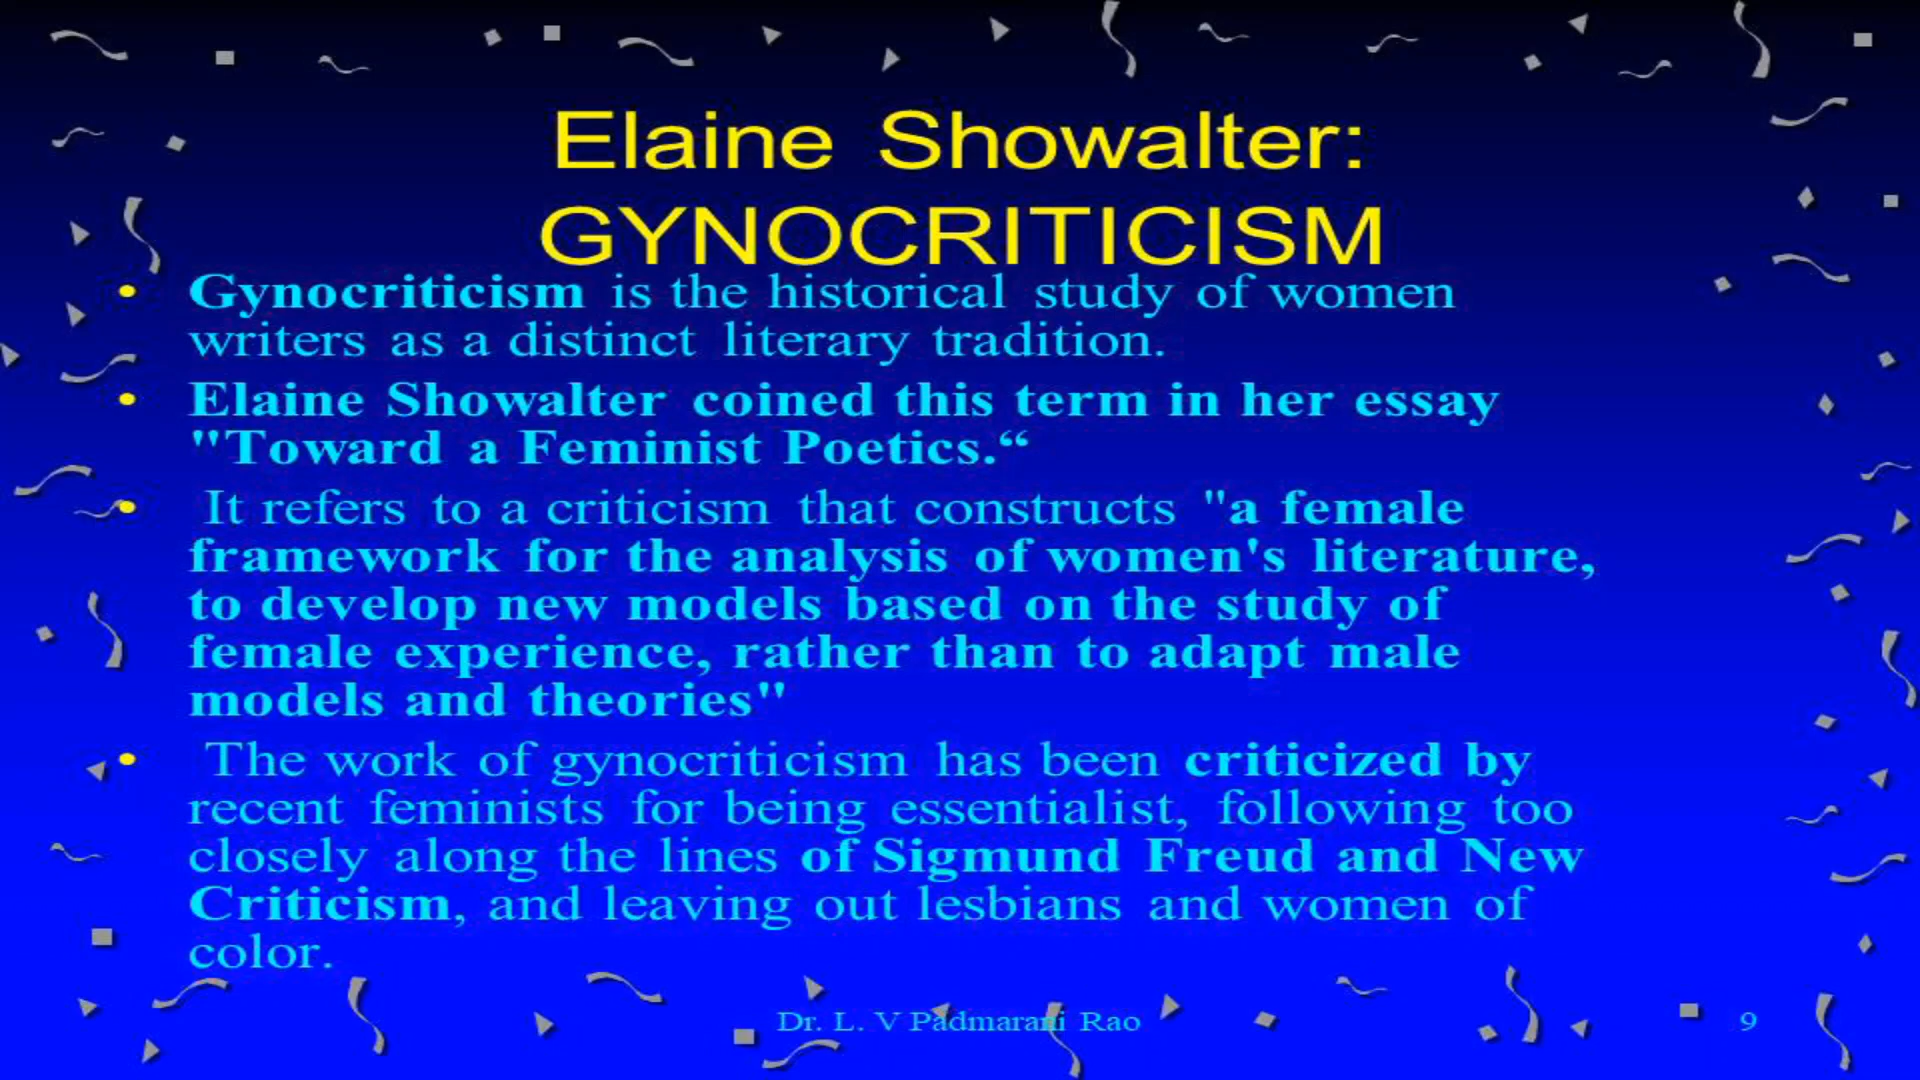 Elaine Showalter:
GYNOCRITICISM
• Gynocriticism is the historical study of women
writers as a distinct literary tradition.
• Elaine Showalter coined this term in her essay
"Toward a Feminist Poetics.“
• It refers to a criticism that constructs "a female
framework for the analysis of women's literature,
to develop new models based on the study of
female experience, rather than to adapt male
models and theories"
• The work of gynocriticism has been criticized by
recent feminists for being essentialist, following too
closely along the lines of Sigmund Freud and New
Criticism, and leaving out lesbians and women of
color.
Dr. L. V Padmarani Rao
9